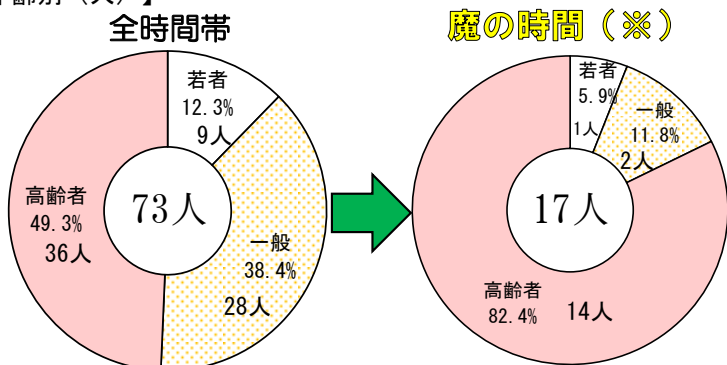 全時間帯
魔の時間（※）
若者
12.3%
9人
高齢者
49.3%
36人
73人
一般
38.4%
28人
若者
5.9%
1人
一般
11.8%
2人
17人
高齢者
82.4%
14人